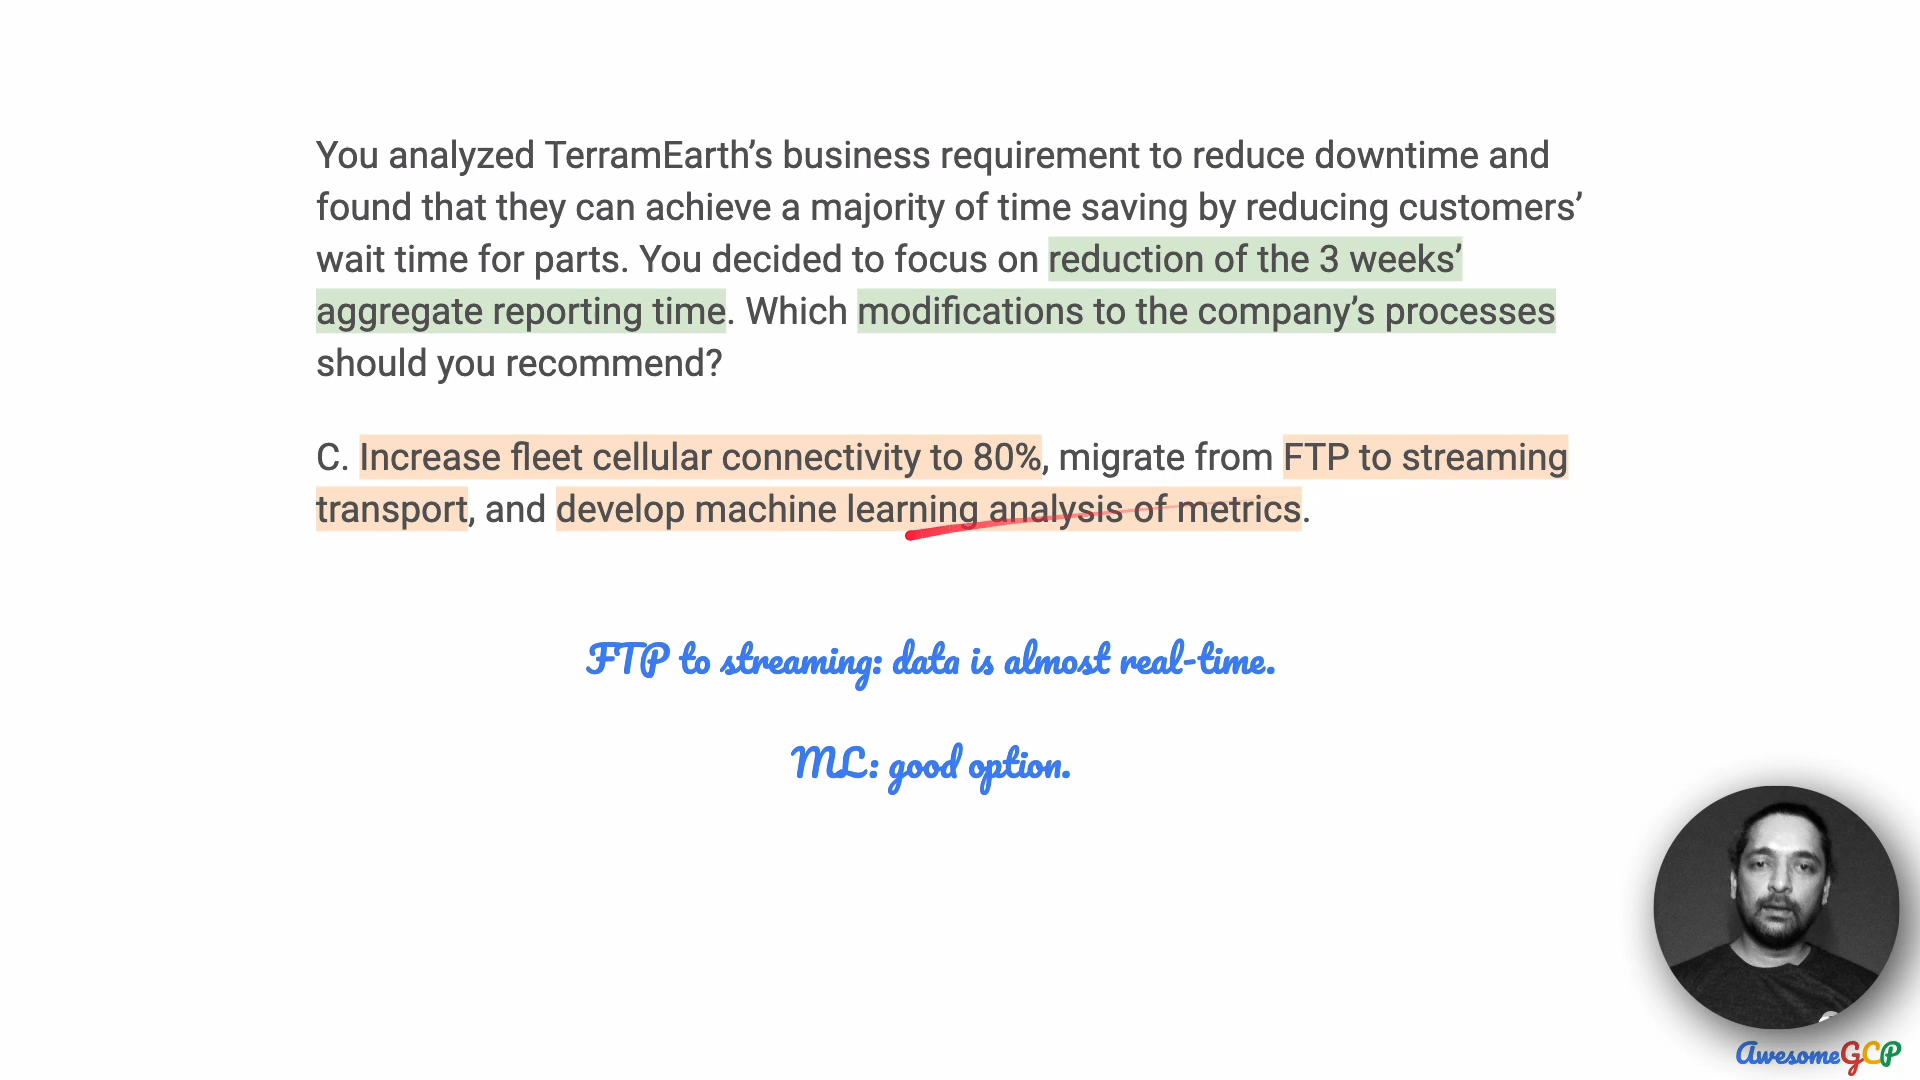 You analyzed TerramEarth’s business requirement to reduce downtime and
found that they can achieve a majority of time saving by reducing customers’
wait time for parts. You decided to focus on reduction of the 3 weeks’
aggregate reporting time. Which modifications to the company’s processes
should you recommend?
C. Increase fleet cellular connectivity to 80%, migrate from FTP to streaming
transport, and develop machine learning analysis of metrics.
FTP to streaming: data is almost real-time.
ML: good option.
AwesomeGCP